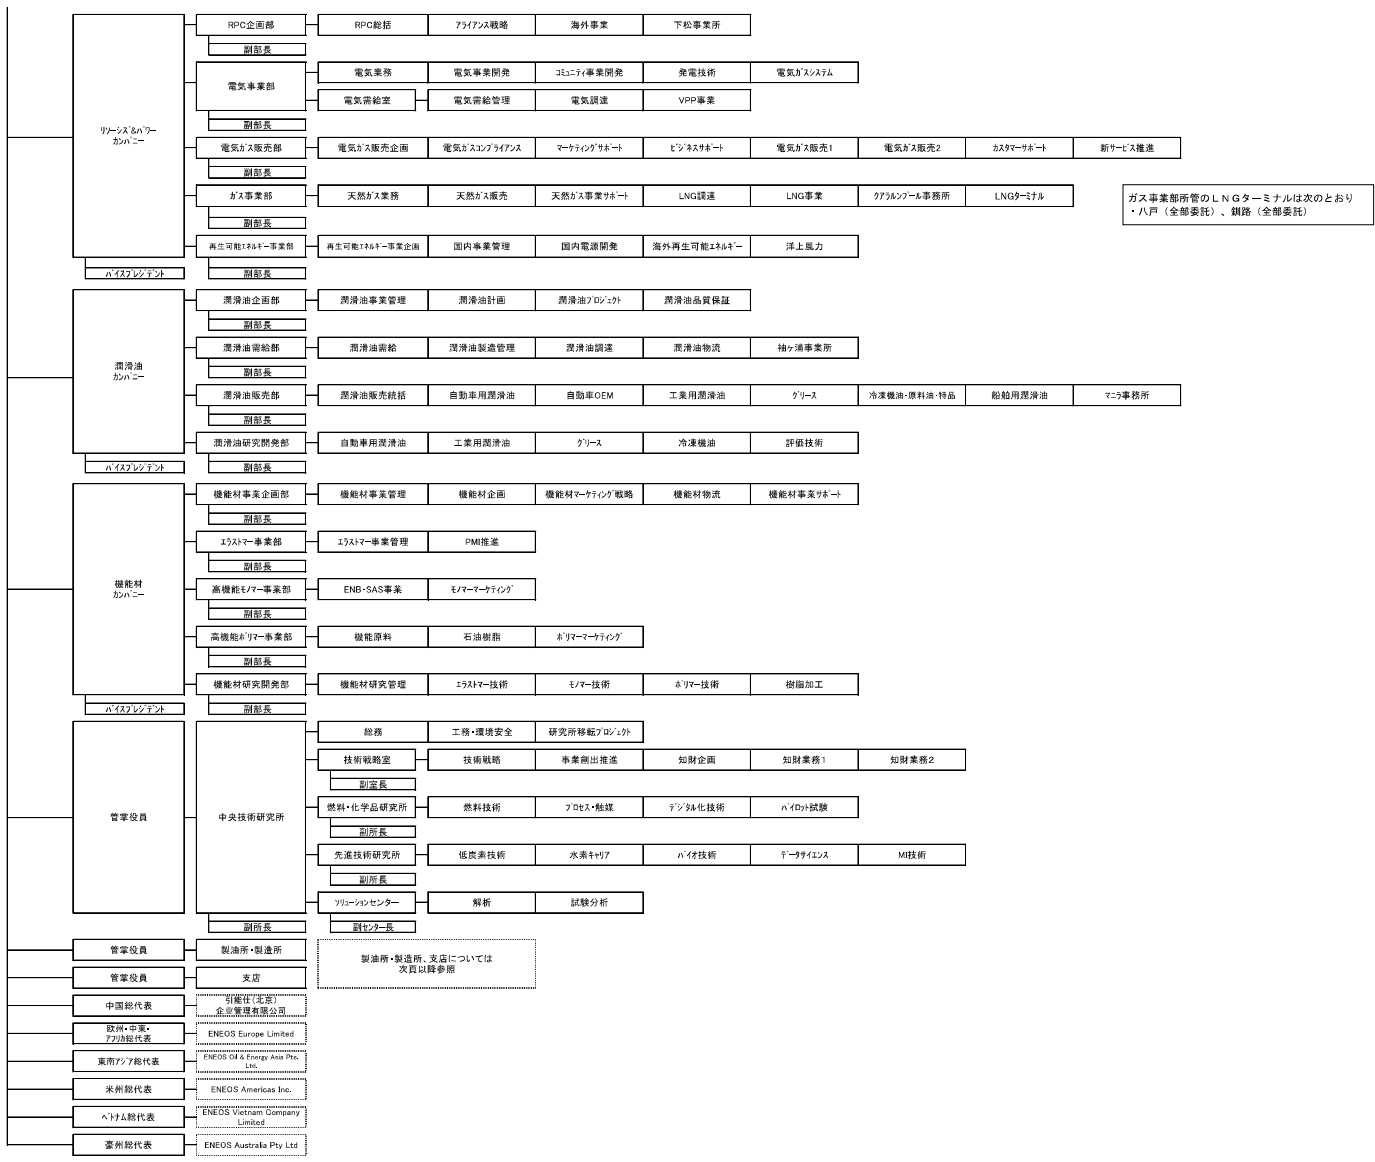 RPC企画部 RPC総括 ｱﾗｲｱﾝｽ戦略 海外事業 下松事業所
副部長
電気事業部 電気業務 電気事業開発 ｺﾐｭﾆﾃｨ事業開発 発電技術 電気ｶﾞｽｼｽﾃﾑ
電気需給室 電気需給管理 電気調達 VPP事業
副部長
ﾘｿｰｼｽﾞ&ﾊﾟﾜｰ
ｶﾝﾊﾟﾆｰ
電気ｶﾞｽ販売部 電気ｶﾞｽ販売企画 電気ｶﾞｽｺﾝﾌﾟﾗｲｱﾝｽ ﾏｰｹﾃｨﾝｸﾞｻﾎﾟｰﾄ ﾋﾞｼﾞﾈｽｻﾎﾟｰﾄ 電気ｶﾞｽ販売1 電気ｶﾞｽ販売2 ｶｽﾀﾏｰｻﾎﾟｰﾄ 新ｻｰﾋﾞｽ推進
副部長
ｶﾞｽ事業部 天然ｶﾞｽ業務 天然ｶﾞｽ販売 天然ｶﾞｽ事業ｻﾎﾟｰﾄ LNG調達 LNG事業 ｸｱﾗﾙﾝﾌﾟｰﾙ事務所 LNGﾀｰﾐﾅﾙ
ガス事業部所管のＬＮＧターミナルは次のとおり
・八戸（全部委託）、釧路（全部委託）
副部長
再生可能ｴﾈﾙｷﾞｰ事業部 再生可能ｴﾈﾙｷﾞｰ事業企画 国内事業管理 国内電源開発 海外再生可能ｴﾈﾙｷﾞｰ 洋上風力
ﾊﾞｲｽﾌﾟﾚｼﾞﾃﾞﾝﾄ 副部長
潤滑油企画部 潤滑油事業管理 潤滑油計画 潤滑油ﾌﾟﾛｼﾞｪｸﾄ 潤滑油品質保証
副部長
潤滑油需給部 潤滑油需給 潤滑油製造管理 潤滑油調達 潤滑油物流 袖ヶ浦事業所
潤滑油
ｶﾝﾊﾟﾆｰ
副部長
潤滑油販売部 潤滑油販売統括 自動車用潤滑油 自動車OEM 工業用潤滑油 ｸﾞﾘｰｽ 冷凍機油・原料油・特品 船舶用潤滑油 ﾏﾆﾗ事務所
副部長
潤滑油研究開発部 自動車用潤滑油 工業用潤滑油 ｸﾞﾘｰｽ 冷凍機油 評価技術
ﾊﾞｲｽﾌﾟﾚｼﾞﾃﾞﾝﾄ 副部長
機能材事業企画部 機能材事業管理 機能材企画 機能材ﾏｰｹﾃｨﾝｸﾞ戦略 機能材物流 機能材事業ｻﾎﾟｰﾄ
副部長
ｴﾗｽﾄﾏｰ事業部 ｴﾗｽﾄﾏｰ事業管理 PMI推進
副部長
機能材
ｶﾝﾊﾟﾆｰ
高機能ﾓﾉﾏｰ事業部 ENB・SAS事業 ﾓﾉﾏｰﾏｰｹﾃｨﾝｸﾞ
副部長
高機能ﾎﾟﾘﾏｰ事業部 機能原料 石油樹脂 ﾎﾟﾘﾏｰﾏｰｹﾃｨﾝｸﾞ
副部長
機能材研究開発部 機能材研究管理 ｴﾗｽﾄﾏｰ技術 ﾓﾉﾏｰ技術 ﾎﾟﾘﾏｰ技術 樹脂加工
ﾊﾞｲｽﾌﾟﾚｼﾞﾃﾞﾝﾄ 副部長
総務 工務・環境安全 研究所移転ﾌﾟﾛｼﾞｪｸﾄ
技術戦略室 技術戦略 事業創出推進 知財企画 知財業務１ 知財業務２
副室長
燃料・化学品研究所 燃料技術 ﾌﾟﾛｾｽ・触媒 ﾃﾞｼﾞﾀﾙ化技術 ﾊﾟｲﾛｯﾄ試験
管掌役員 中央技術研究所
副所長
先進技術研究所 低炭素技術 水素ｷｬﾘｱ ﾊﾞｲｵ技術 ﾃﾞｰﾀｻｲｴﾝｽ MI技術
副所長
ｿﾘｭｰｼｮﾝｾﾝﾀｰ 解析 試験分析
副所長 副ｾﾝﾀｰ長
管掌役員 製油所・製造所
製油所・製造所、支店については
次頁以降参照
管掌役員 支店
中国総代表 引能仕（北京）
企业管理有限公司
欧州・中東・
ｱﾌﾘｶ総代表 ENEOS Europe Limited
東南ｱｼﾞｱ総代表 ENEOS Oil & Energy Asia Pte.
Ltd.
米州総代表 ENEOS Americas Inc.
ﾍﾞﾄﾅﾑ総代表 ENEOS Vietnam Company
Limited
豪州総代表 ENEOS Australia Pty Ltd